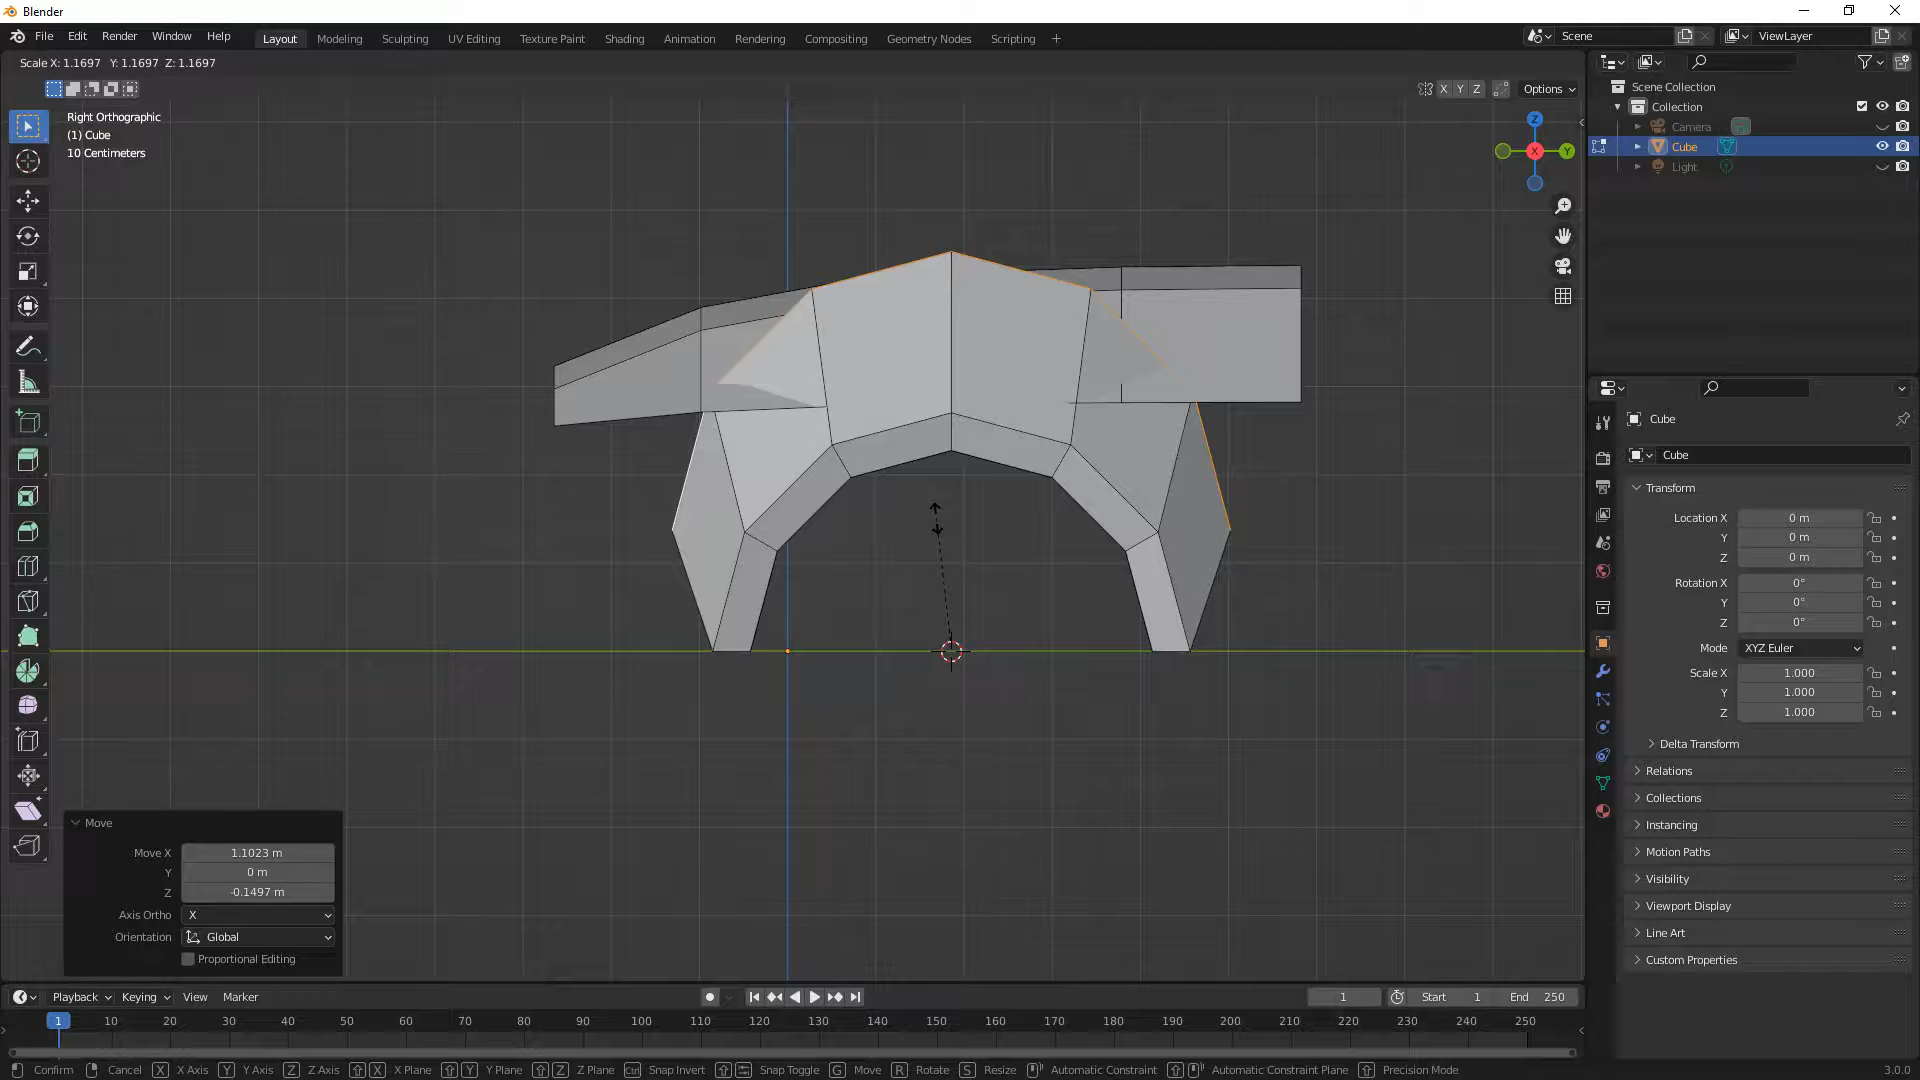 Blender
File Edit Render Window Help
Layout Modeling Sculpting UV Editing Texture Paint Shading Animation Rendering Compositing Geometry Nodes Scripting
Scene
ViewLayer
Scale X: 1.1697 Y: 1.1697 Z: 1.1697
X Y Z
Options
Right Orthographic
(1) Cube
10 Centimeters
Z
X
Y
Scene Collection
Collection
Camera
Cube
Light
Cube
Cube
Transform
Location X 0 m
Y 0 m
Z 0 m
Rotation X 0°
Y 0°
Z 0°
Mode XYZ Euler
Scale X 1.000
Y 1.000
Z 1.000
Delta Transform
Relations
Collections
Instancing
Motion Paths
Visibility
Viewport Display
Line Art
Custom Properties
Move
Move X 1.1023 m
Y 0 m
Z -0.1497 m
Axis Ortho X
Orientation Global
Proportional Editing
Playback Keying View Marker
1
Start 1
End 250
1 10 20 30 40 50 60 70 80 90 100 110 120 130 140 150 160 170 180 190 200 210 220 230 240 250
Confirm Cancel X X Axis Y Y Axis Z Z Axis X X Plane Y Y Plane Z Z Plane Ctrl Snap Invert Snap Toggle G Move R Rotate S Resize Automatic Constraint Automatic Constraint Plane Precision Mode
3.0.0